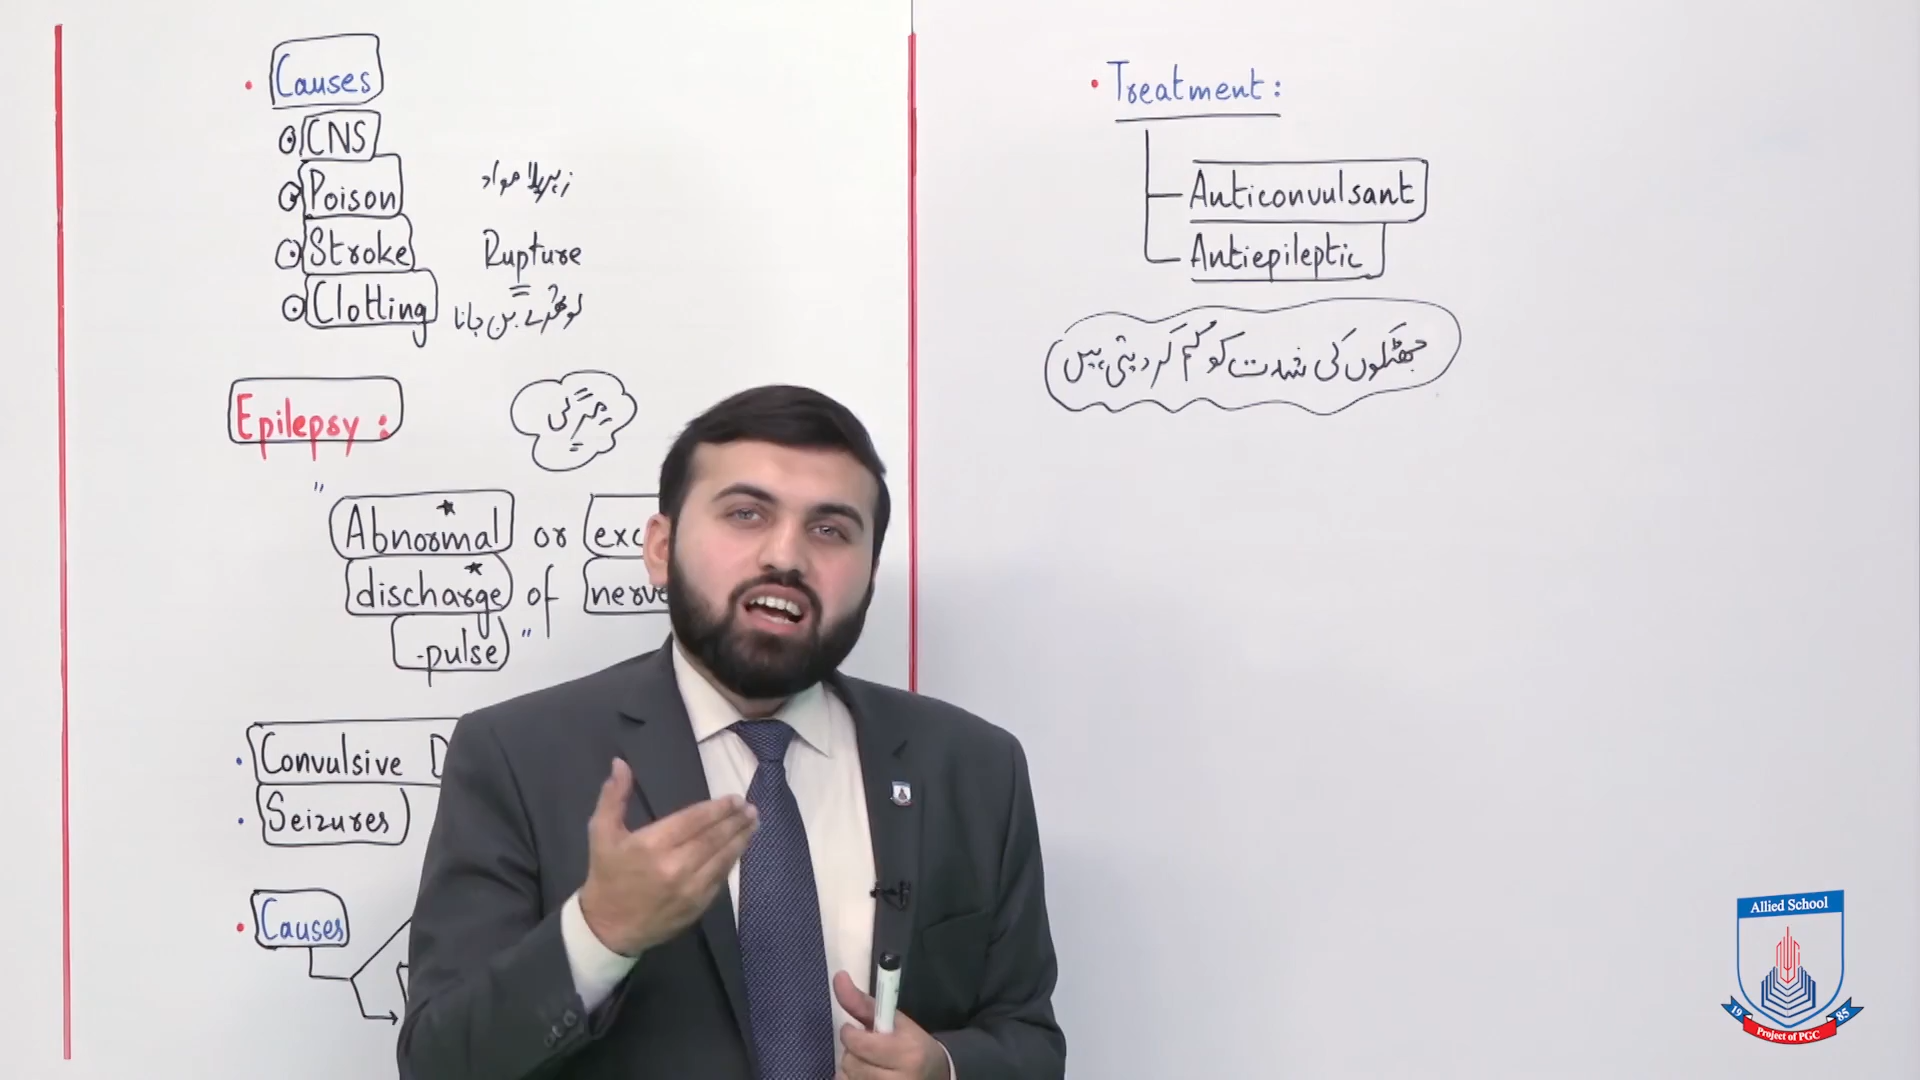 • Causes
CNS
Poison زہریلا مواد
Stroke Rupture
Clotting لوتھڑے بن جانا
Epilepsy : مرگی
"Abnormal or exc
discharge of nerve
-pulse"
• Convulsive D
• Seizures
• Causes
• Treatment :
Anticonvulsant
Antiepileptic
جھٹکوں کی شدت کو کم کر دیتی ہیں
Allied School
19 85
Project of PGC